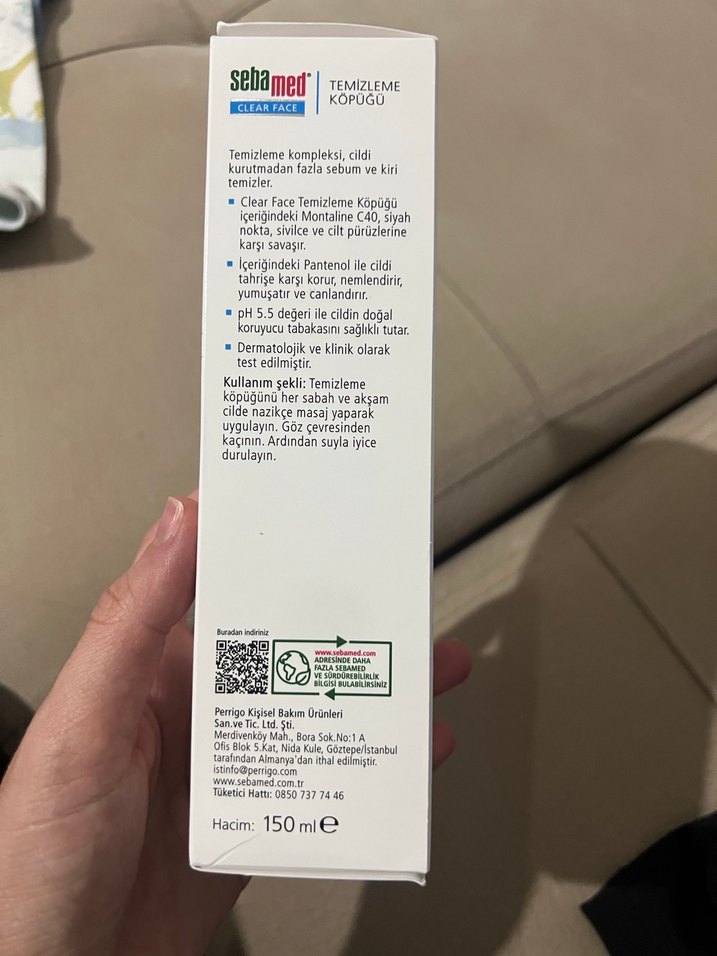 sebamed®
CLEAR FACE
TEMİZLEME
KÖPÜĞÜ
Temizleme kompleksi, cildi
kurutmadan fazla sebum ve kiri
temizler.
Clear Face Temizleme Köpüğü
içeriğindeki Montaline C40, siyah
nokta, sivilce ve cilt pürüzlerine
karşı savaşır.
İçeriğindeki Pantenol ile cildi
tahrişe karşı korur, nemlendirir,
yumuşatır ve canlandırır.
pH 5.5 değeri ile cildin doğal
koruyucu tabakasını sağlıklı tutar.
Dermatolojik ve klinik olarak
test edilmiştir.
Kullanım şekli: Temizleme
köpüğünü her sabah ve akşam
cilde nazikçe masaj yaparak
uygulayın. Göz çevresinden
kaçının. Ardından suyla iyice
durulayın.
Buradan indiriniz
www.sebamed.com
ADRESİNDE DAHA
FAZLA SEBAMED
VE SÜRDÜREBİLİRLİK
BİLGİSİ BULABİLİRSİNİZ
Perrigo Kişisel Bakım Ürünleri
San.ve Tic. Ltd. Şti.
Merdivenköy Mah., Bora Sok.No:1 A
Ofis Blok 5.Kat, Nida Kule, Göztepe/İstanbul
tarafından Almanya'dan ithal edilmiştir.
istinfo@perrigo.com
www.sebamed.com.tr
Tüketici Hattı: 0850 737 74 46
Hacim: 150 ml ℮